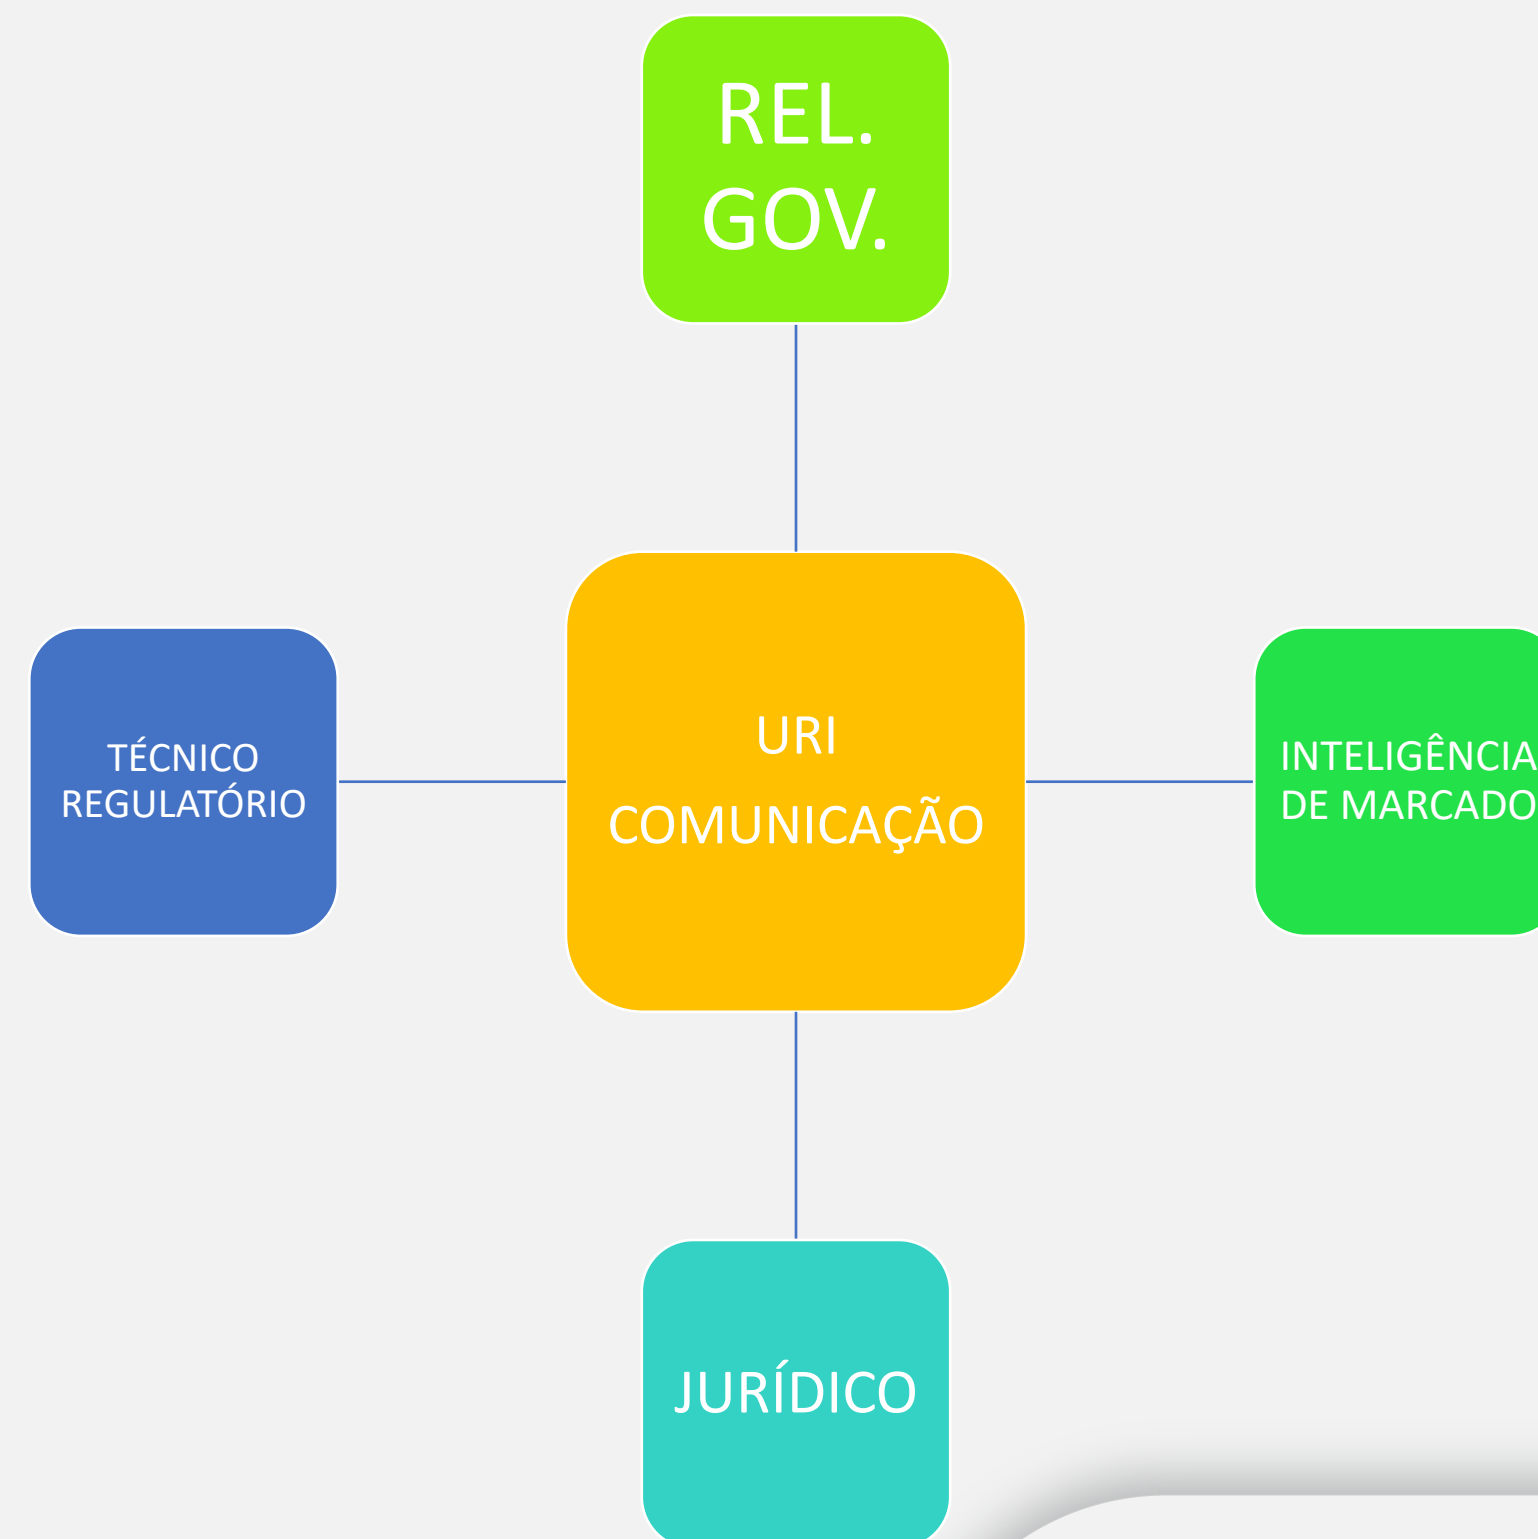 REL.
GOV.
URI
COMUNICAÇÃO
TÉCNICO
REGULATÓRIO
INTELIGÊNCIA
DE MARCADO
JURÍDICO